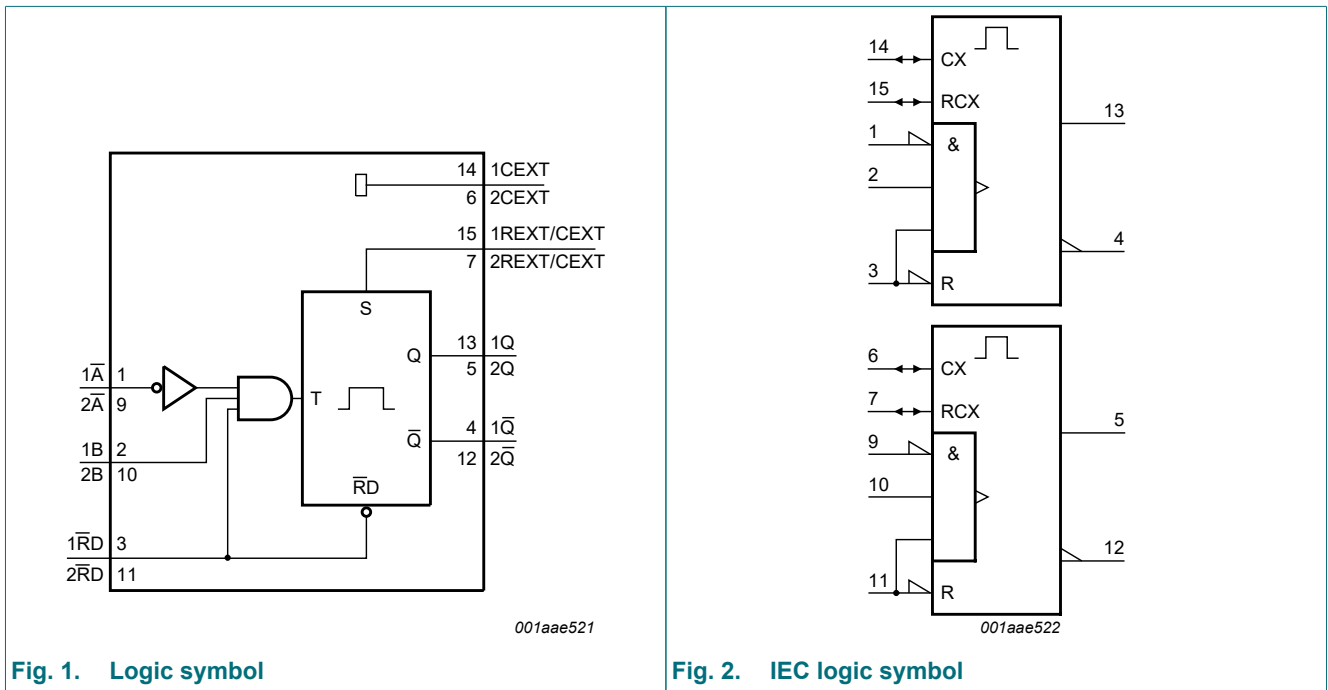 14 1CEXT
6 2CEXT
15 1REXT/CEXT
7 2REXT/CEXT
S
Q 13 1Q
5 2Q
1A̅ 1
2A̅ 9
T
Q̅ 4 1Q̅
12 2Q̅
1B 2
2B 10
R̅D̅
1R̅D̅ 3
2R̅D̅ 11
001aae521
Fig. 1. Logic symbol
14 CX
15 RCX
13
1 &
2
4
3 R
6 CX
7 RCX
5
9 &
10
12
11 R
001aae522
Fig. 2. IEC logic symbol